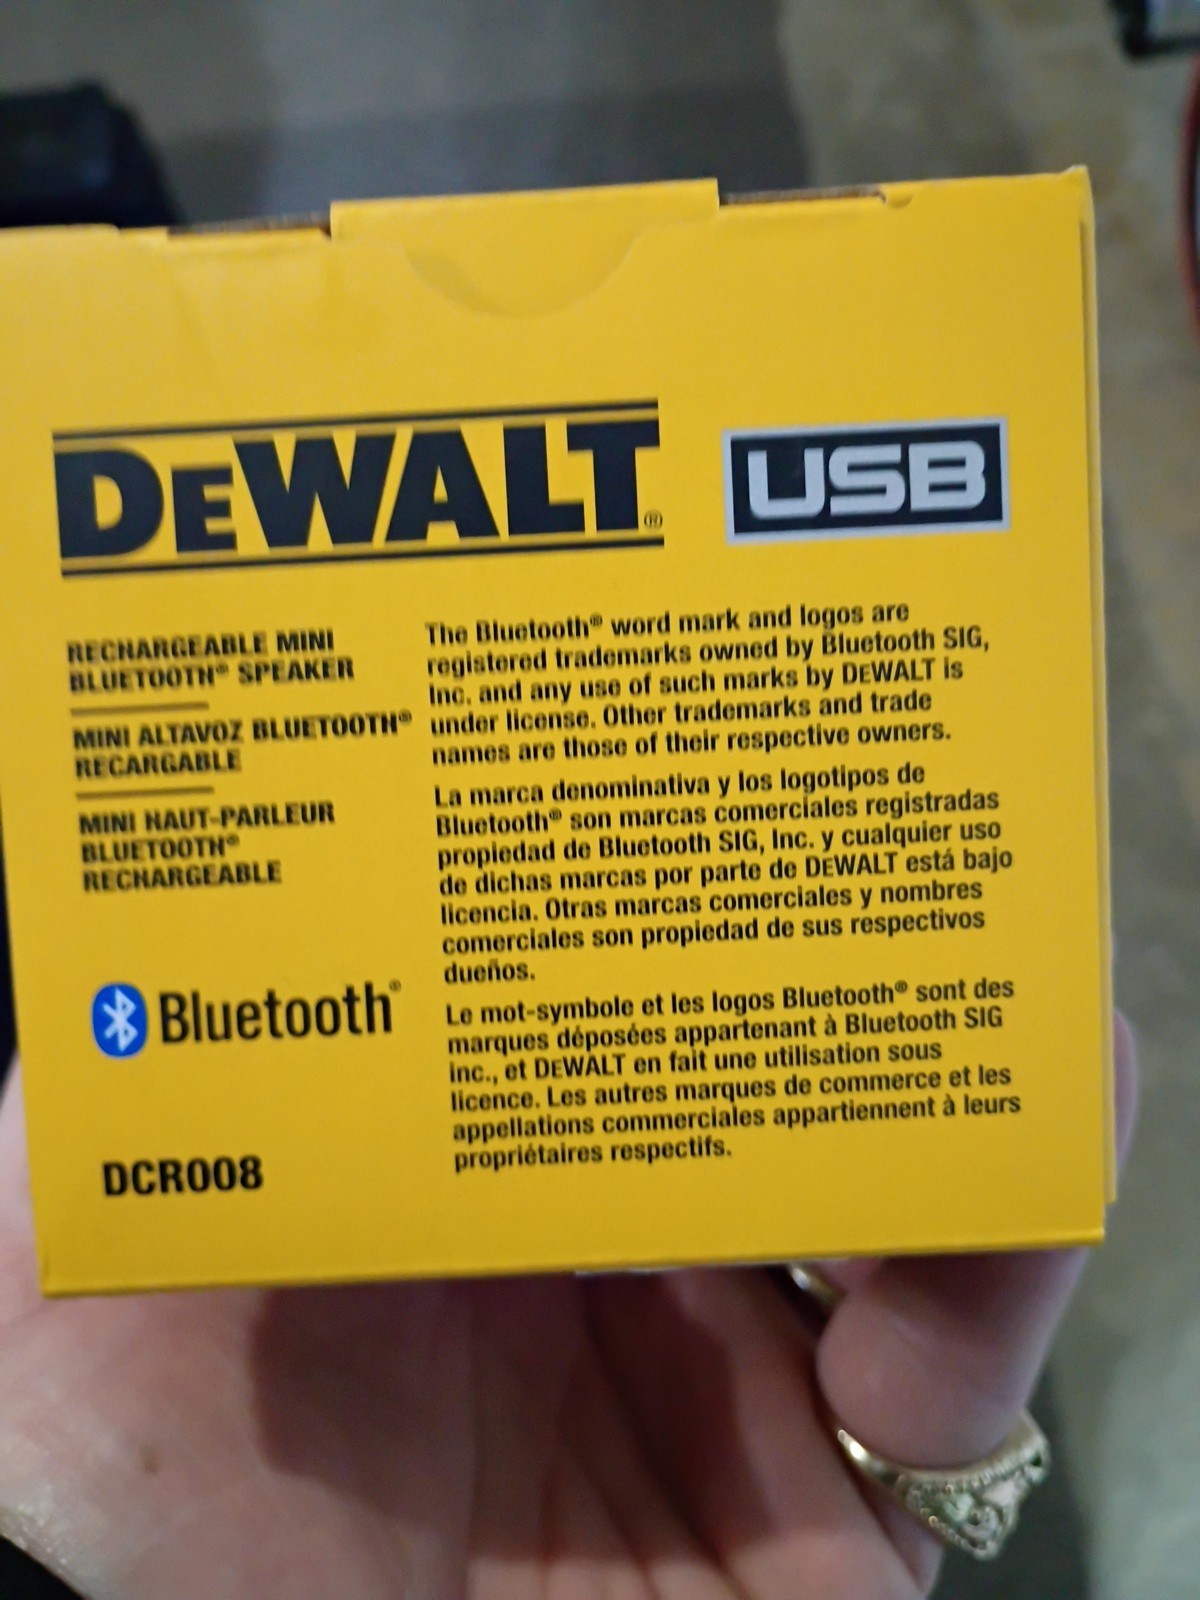 DEWALT®
USB
RECHARGEABLE MINI
BLUETOOTH® SPEAKER
MINI ALTAVOZ BLUETOOTH®
RECARGABLE
MINI HAUT-PARLEUR
BLUETOOTH®
RECHARGEABLE
Bluetooth®
DCR008
The Bluetooth® word mark and logos are
registered trademarks owned by Bluetooth SIG,
Inc. and any use of such marks by DEWALT is
under license. Other trademarks and trade
names are those of their respective owners.
La marca denominativa y los logotipos de
Bluetooth® son marcas comerciales registradas
propiedad de Bluetooth SIG, Inc. y cualquier uso
de dichas marcas por parte de DEWALT está bajo
licencia. Otras marcas comerciales y nombres
comerciales son propiedad de sus respectivos
dueños.
Le mot-symbole et les logos Bluetooth® sont des
marques déposées appartenant à Bluetooth SIG
inc., et DEWALT en fait une utilisation sous
licence. Les autres marques de commerce et les
appellations commerciales appartiennent à leurs
propriétaires respectifs.